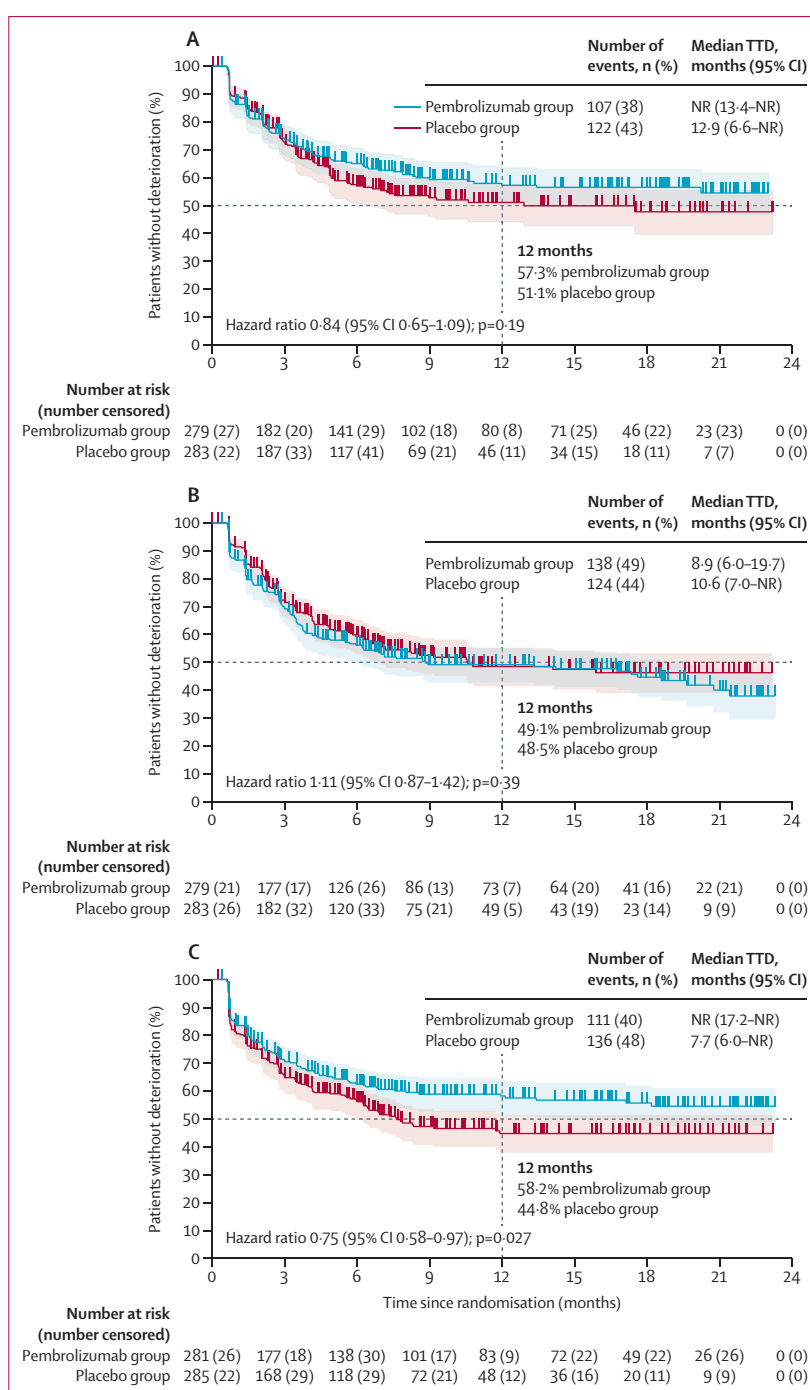 A
Number of events, n (%) Median TTD, months (95% CI)
Pembrolizumab group 107 (38) NR (13·4–NR)
Placebo group 122 (43) 12·9 (6·6–NR)
Patients without deterioration (%)
100
90
80
70
60
50
40
30
20
10
0
12 months
57·3% pembrolizumab group
51·1% placebo group
Hazard ratio 0·84 (95% CI 0·65–1·09); p=0·19
0 3 6 9 12 15 18 21 24
Number at risk
(number censored)
Pembrolizumab group 279 (27) 182 (20) 141 (29) 102 (18) 80 (8) 71 (25) 46 (22) 23 (23) 0 (0)
Placebo group 283 (22) 187 (33) 117 (41) 69 (21) 46 (11) 34 (15) 18 (11) 7 (7) 0 (0)
B
Number of events, n (%) Median TTD, months (95% CI)
Pembrolizumab group 138 (49) 8·9 (6·0–19·7)
Placebo group 124 (44) 10·6 (7·0–NR)
Patients without deterioration (%)
100
90
80
70
60
50
40
30
20
10
0
12 months
49·1% pembrolizumab group
48·5% placebo group
Hazard ratio 1·11 (95% CI 0·87–1·42); p=0·39
0 3 6 9 12 15 18 21 24
Number at risk
(number censored)
Pembrolizumab group 279 (21) 177 (17) 126 (26) 86 (13) 73 (7) 64 (20) 41 (16) 22 (21) 0 (0)
Placebo group 283 (26) 182 (32) 120 (33) 75 (21) 49 (5) 43 (19) 23 (14) 9 (9) 0 (0)
C
Number of events, n (%) Median TTD, months (95% CI)
Pembrolizumab group 111 (40) NR (17·2–NR)
Placebo group 136 (48) 7·7 (6·0–NR)
Patients without deterioration (%)
100
90
80
70
60
50
40
30
20
10
0
12 months
58·2% pembrolizumab group
44·8% placebo group
Hazard ratio 0·75 (95% CI 0·58–0·97); p=0·027
0 3 6 9 12 15 18 21 24
Time since randomisation (months)
Number at risk
(number censored)
Pembrolizumab group 281 (26) 177 (18) 138 (30) 101 (17) 83 (9) 72 (22) 49 (22) 26 (26) 0 (0)
Placebo group 285 (22) 168 (29) 118 (29) 72 (21) 48 (12) 36 (16) 20 (11) 9 (9) 0 (0)